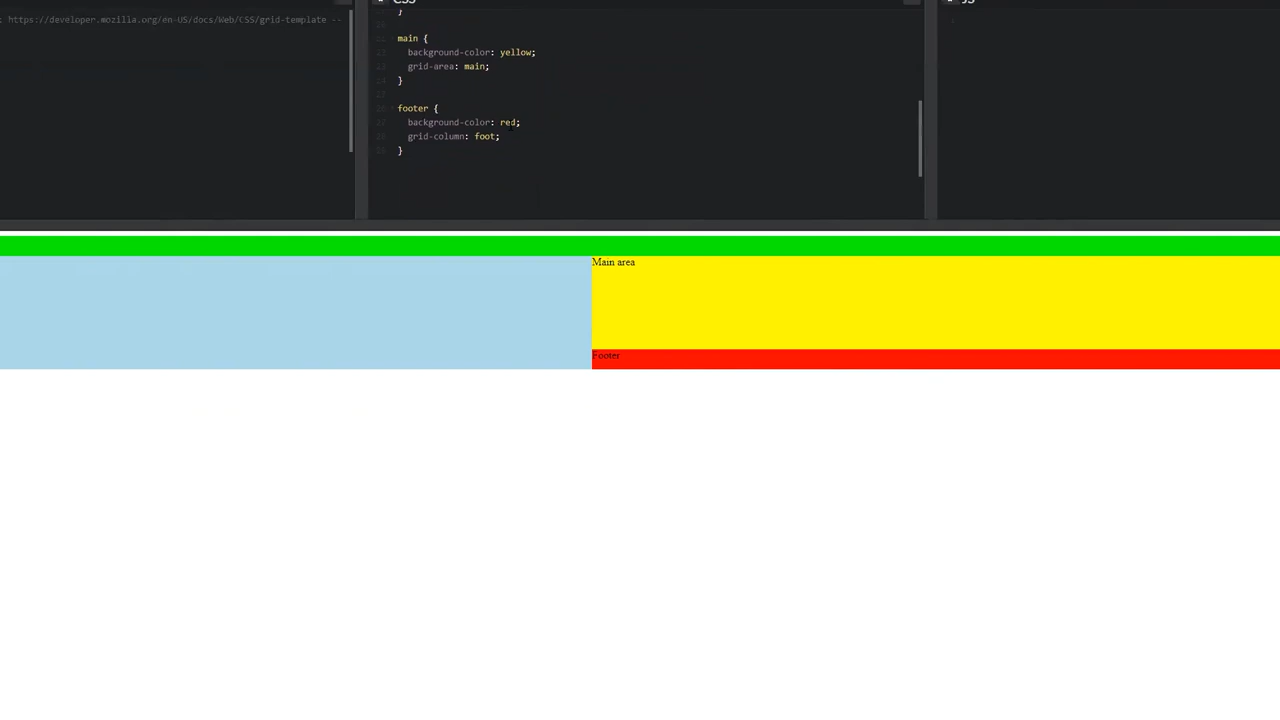 https://developer.mozilla.org/en-US/docs/Web/CSS/grid-template --
CSS
JS
}
main {
background-color: yellow;
grid-area: main;
}
footer {
background-color: red;
grid-column: foot;
}
Main area
Footer